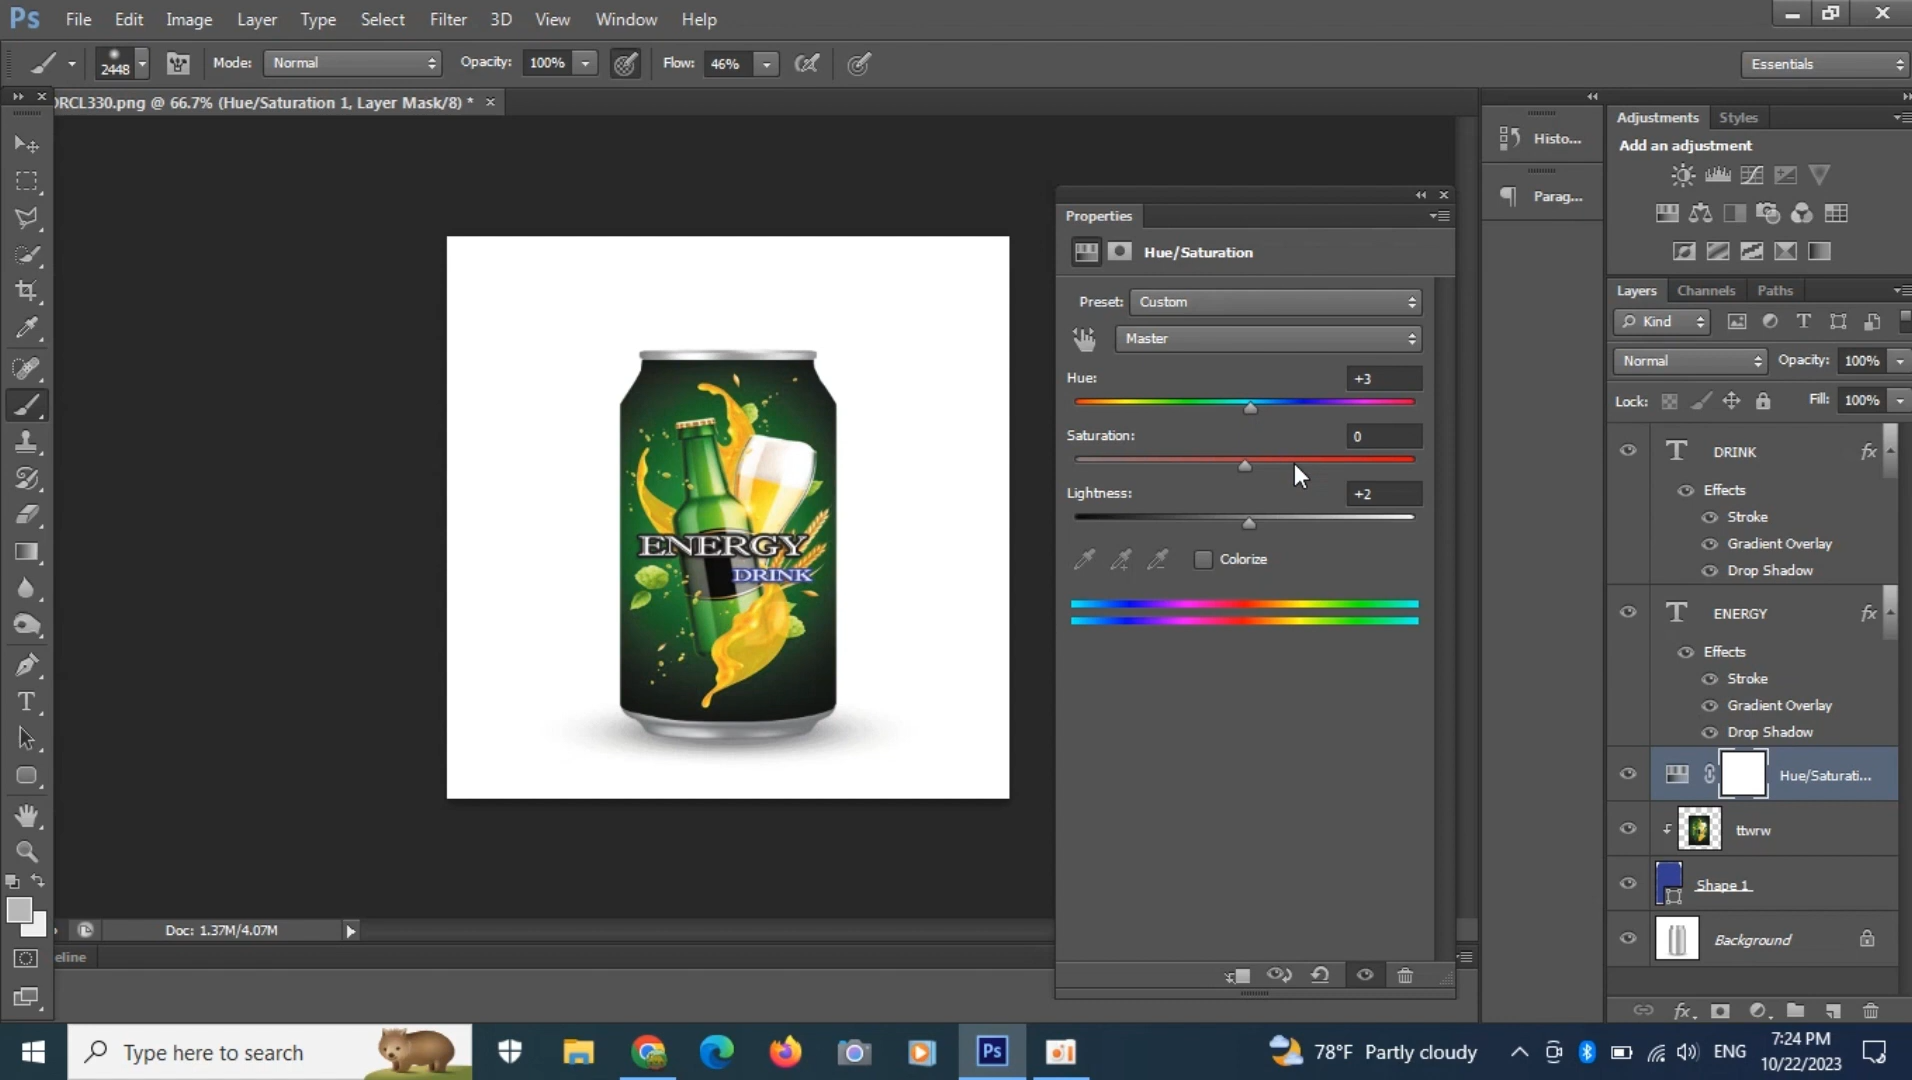 Ps File Edit Image Layer Type Select Filter 3D View Window Help
2448 Mode: Normal Opacity: 100% Flow: 46% Essentials
DRCL330.png @ 66.7% (Hue/Saturation 1, Layer Mask/8) *
Histo...
Parag...
Adjustments Styles
Add an adjustment
Properties
Hue/Saturation
Preset: Custom
Master
Hue: +3
Saturation: 0
Lightness: +2
Colorize
ENERGY
DRINK
Layers Channels Paths
Kind
Normal Opacity: 100%
Lock: Fill: 100%
T DRINK fx
Effects
Stroke
Gradient Overlay
Drop Shadow
T ENERGY fx
Effects
Stroke
Gradient Overlay
Drop Shadow
Hue/Saturati...
ttwrw
Shape 1
Background
Doc: 1.37M/4.07M
eline
Type here to search
Ps
78°F Partly cloudy
ENG
7:24 PM
10/22/2023